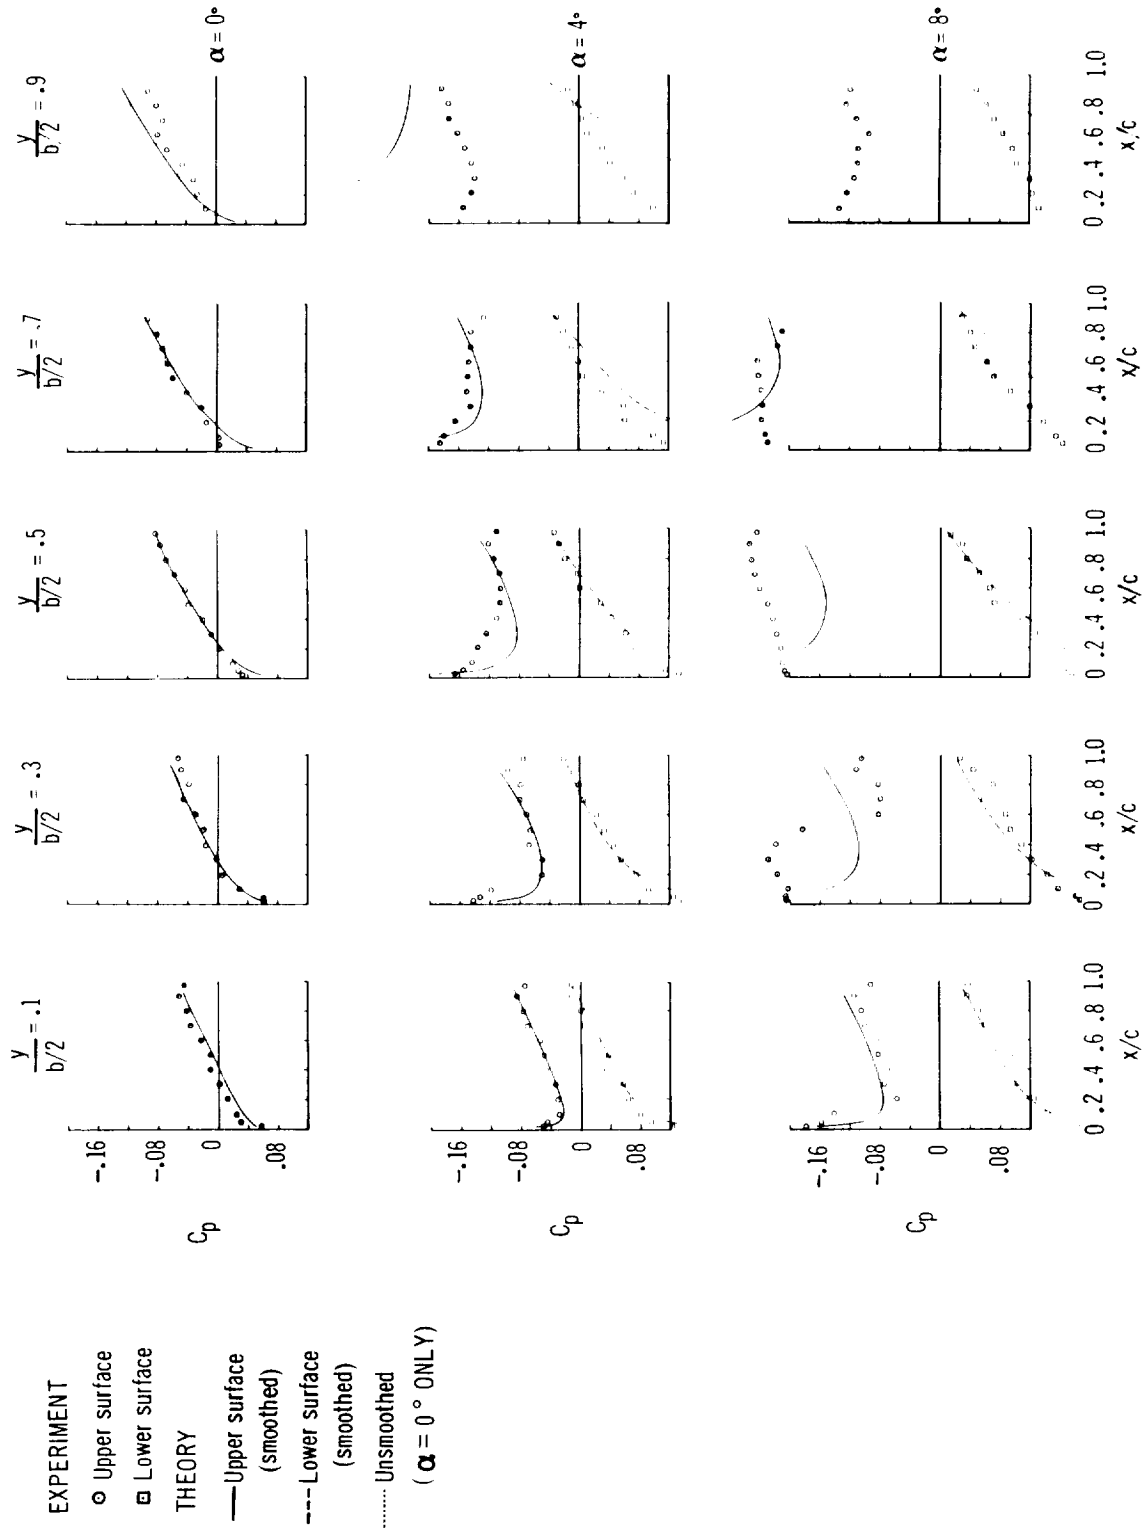 EXPERIMENT
Upper surface
Lower surface
THEORY
Upper surface
(smoothed)
Lower surface
(smoothed)
Unsmoothed
(α = 0° ONLY)
y
b/2 = .1
y
b/2 = .3
y
b/2 = .5
y
b/2 = .7
y
b/2 = .9
Cp
-.16
-.08
0
.08
α = 0°
-.16
-.08
0
.08
α = 4°
Cp
-.16
-.08
0
.08
α = 8°
0 .2 .4 .6 .8 1.0
0 .2 .4 .6 .8 1.0
0 .2 .4 .6 .8 1.0
0 .2 .4 .6 .8 1.0
0 .2 .4 .6 .8 1.0
x/c
x/c
x/c
x/c
x/c